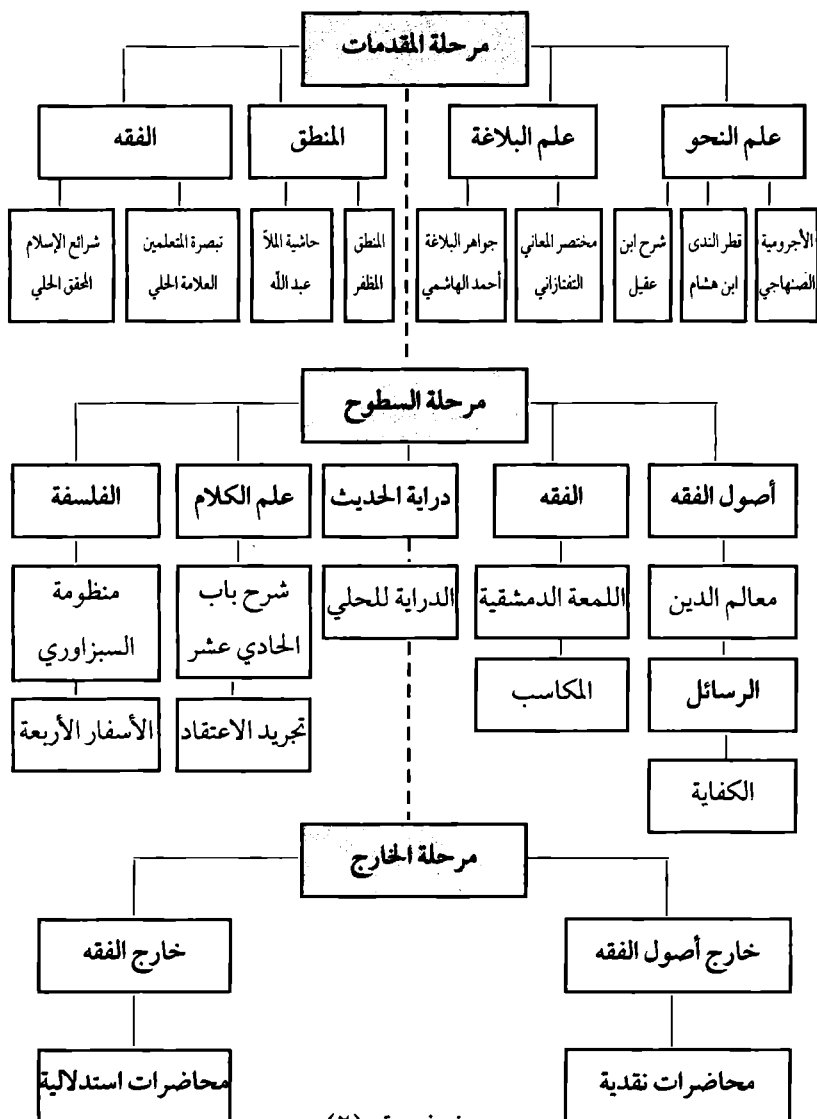 مرحلة المقدمات
علم النحو
علم البلاغة
المنطق
الفقه
الأجرومية
الصنهاجي
قطر الندى
ابن هشام
شرح ابن
عقيل
مختصر المعاني
التفتازاني
جواهر البلاغة
أحمد الهاشمي
المنطق
المظفر
حاشية الملاّ
عبد الله
تبصرة المتعلمين
العلامة الحلي
شرائع الإسلام
المحقق الحلي
مرحلة السطوح
أصول الفقه
الفقه
دراية الحديث
علم الكلام
الفلسفة
معالم الدين
اللمعة الدمشقية
الدراية للحلي
شرح باب
الحادي عشر
منظومة
السبزاوري
الرسائل
المكاسب
تجريد الاعتقاد
الأسفار الأربعة
الكفاية
مرحلة الخارج
خارج أصول الفقه
خارج الفقه
محاضرات نقدية
محاضرات استدلالية
(٢)